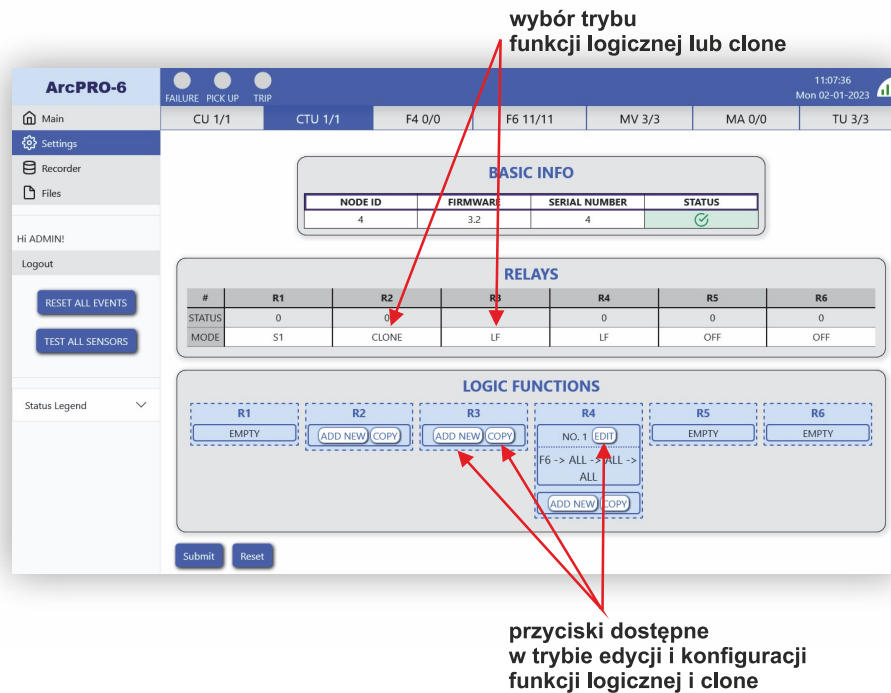 wybór trybu
funkcji logicznej lub clone
ArcPRO-6
FAILURE PICK UP TRIP
11:07:36
Mon 02-01-2023
Main
CU 1/1 CTU 1/1 F4 0/0 F6 11/11 MV 3/3 MA 0/0 TU 3/3
Settings
Recorder
Files
BASIC INFO
NODE ID FIRMWARE SERIAL NUMBER STATUS
4 3.2 4
Hi ADMIN!
Logout
RESET ALL EVENTS
TEST ALL SENSORS
Status Legend
RELAYS
# R1 R2 R3 R4 R5 R6
STATUS 0 0 0 0 0
MODE S1 CLONE LF LF OFF OFF
LOGIC FUNCTIONS
R1 R2 R3 R4 R5 R6
EMPTY ADD NEW COPY ADD NEW COPY NO. 1 EDIT EMPTY EMPTY
F6 -> ALL -> ALL ->
ALL
ADD NEW COPY
Submit Reset
przyciski dostępne
w trybie edycji i konfiguracji
funkcji logicznej i clone